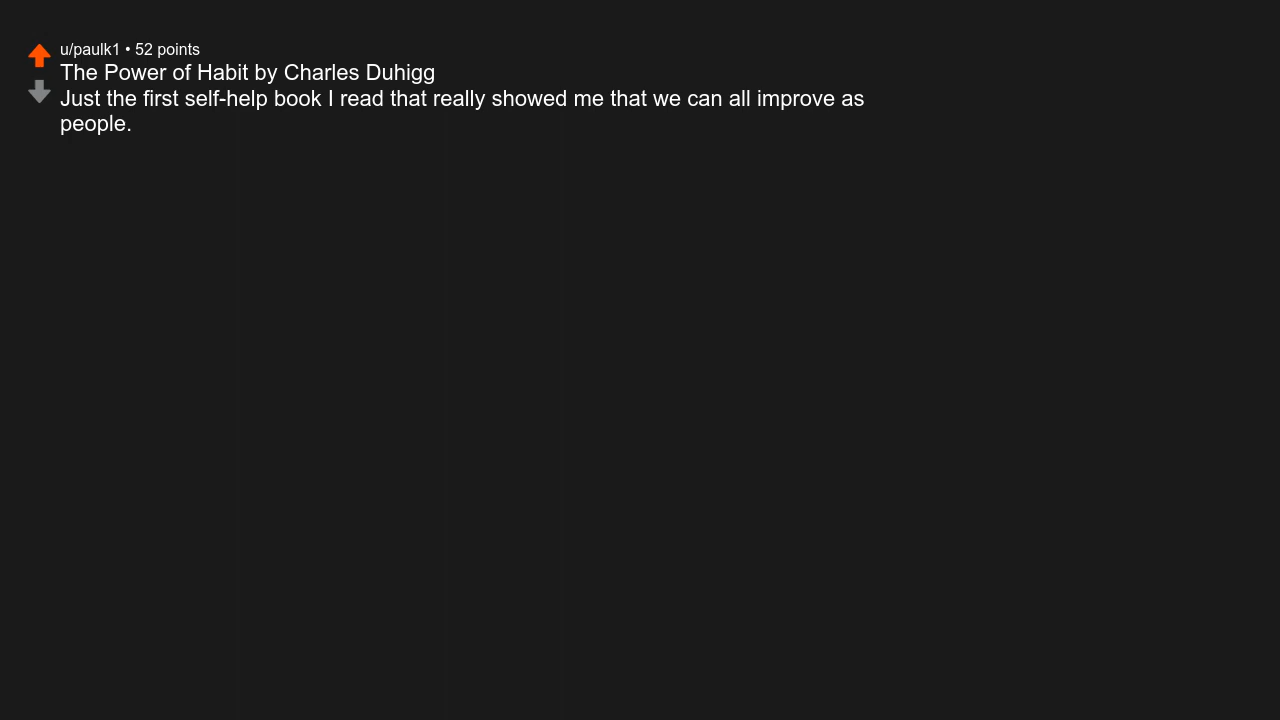 u/paulk1 • 52 points
The Power of Habit by Charles Duhigg
Just the first self-help book I read that really showed me that we can all improve as
people.